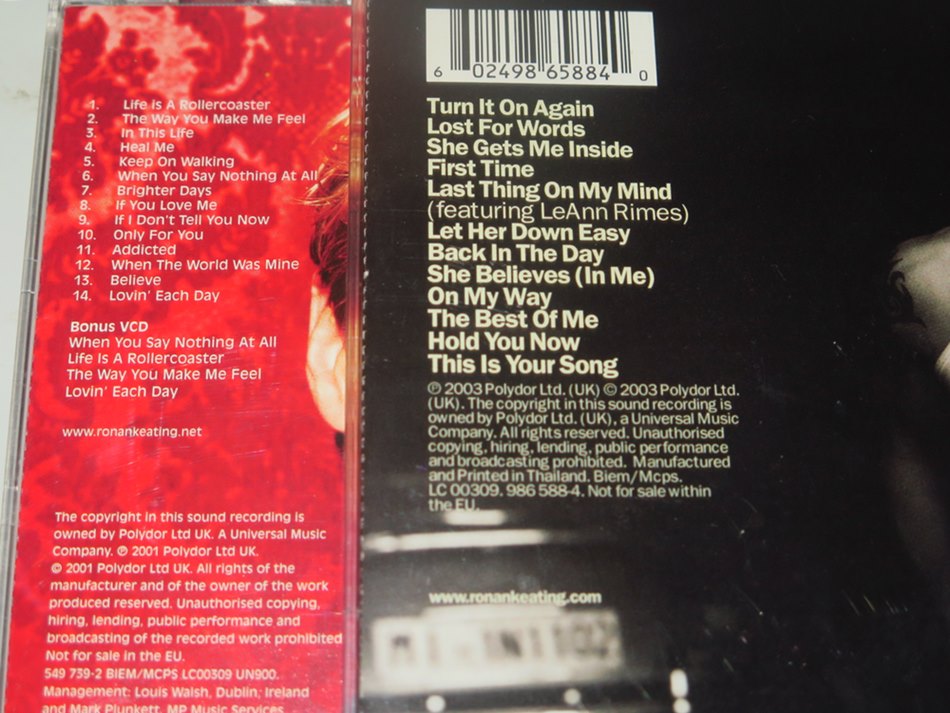 1. Life Is A Rollercoaster
2. The Way You Make Me Feel
3. In This Life
4. Heal Me
5. Keep On Walking
6. When You Say Nothing At All
7. Brighter Days
8. If You Love Me
9. If I Don't Tell You Now
10. Only For You
11. Addicted
12. When The World Was Mine
13. Believe
14. Lovin' Each Day
Bonus VCD
When You Say Nothing At All
Life Is A Rollercoaster
The Way You Make Me Feel
Lovin' Each Day
www.ronankeating.net
The copyright in this sound recording is
owned by Polydor Ltd UK. A Universal Music
Company. ℗ 2001 Polydor Ltd UK.
© 2001 Polydor Ltd UK. All rights of the
manufacturer and of the owner of the work
produced reserved. Unauthorised copying,
hiring, lending, public performance and
broadcasting of the recorded work prohibited
Not for sale in the EU.
549 739-2 BIEM/MCPS LC00309 UN900.
Management: Louis Walsh, Dublin, Ireland
and Mark Plunkett, MP Music Services
6 02498 65884 0
Turn It On Again
Lost For Words
She Gets Me Inside
First Time
Last Thing On My Mind
(featuring LeAnn Rimes)
Let Her Down Easy
Back In The Day
She Believes (In Me)
On My Way
The Best Of Me
Hold You Now
This Is Your Song
℗ 2003 Polydor Ltd. (UK) © 2003 Polydor Ltd.
(UK). The copyright in this sound recording is
owned by Polydor Ltd. (UK), a Universal Music
Company. All rights reserved. Unauthorised
copying, hiring, lending, public performance
and broadcasting prohibited. Manufactured
and Printed in Thailand. Biem/Mcps.
LC 00309. 986 588-4. Not for sale within
the EU.
www.ronankeating.com